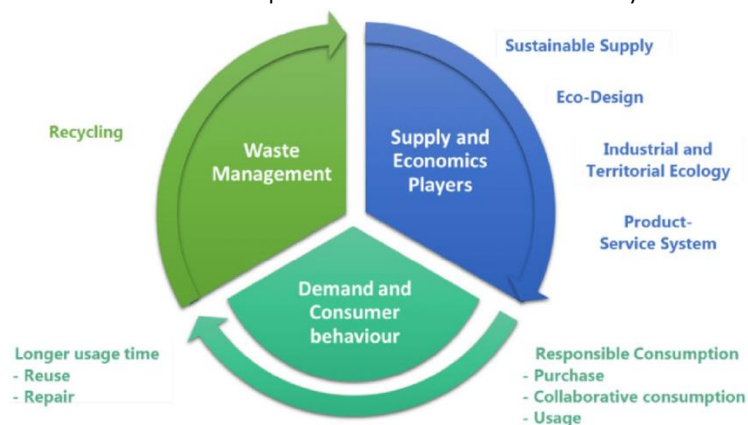 Sustainable Supply
Eco-Design
Industrial and
Territorial Ecology
Product-
Service System
Supply and
Economics
Players
Waste
Management
Recycling
Demand and
Consumer
behaviour
Longer usage time
- Reuse
- Repair
Responsible Consumption
- Purchase
- Collaborative consumption
- Usage